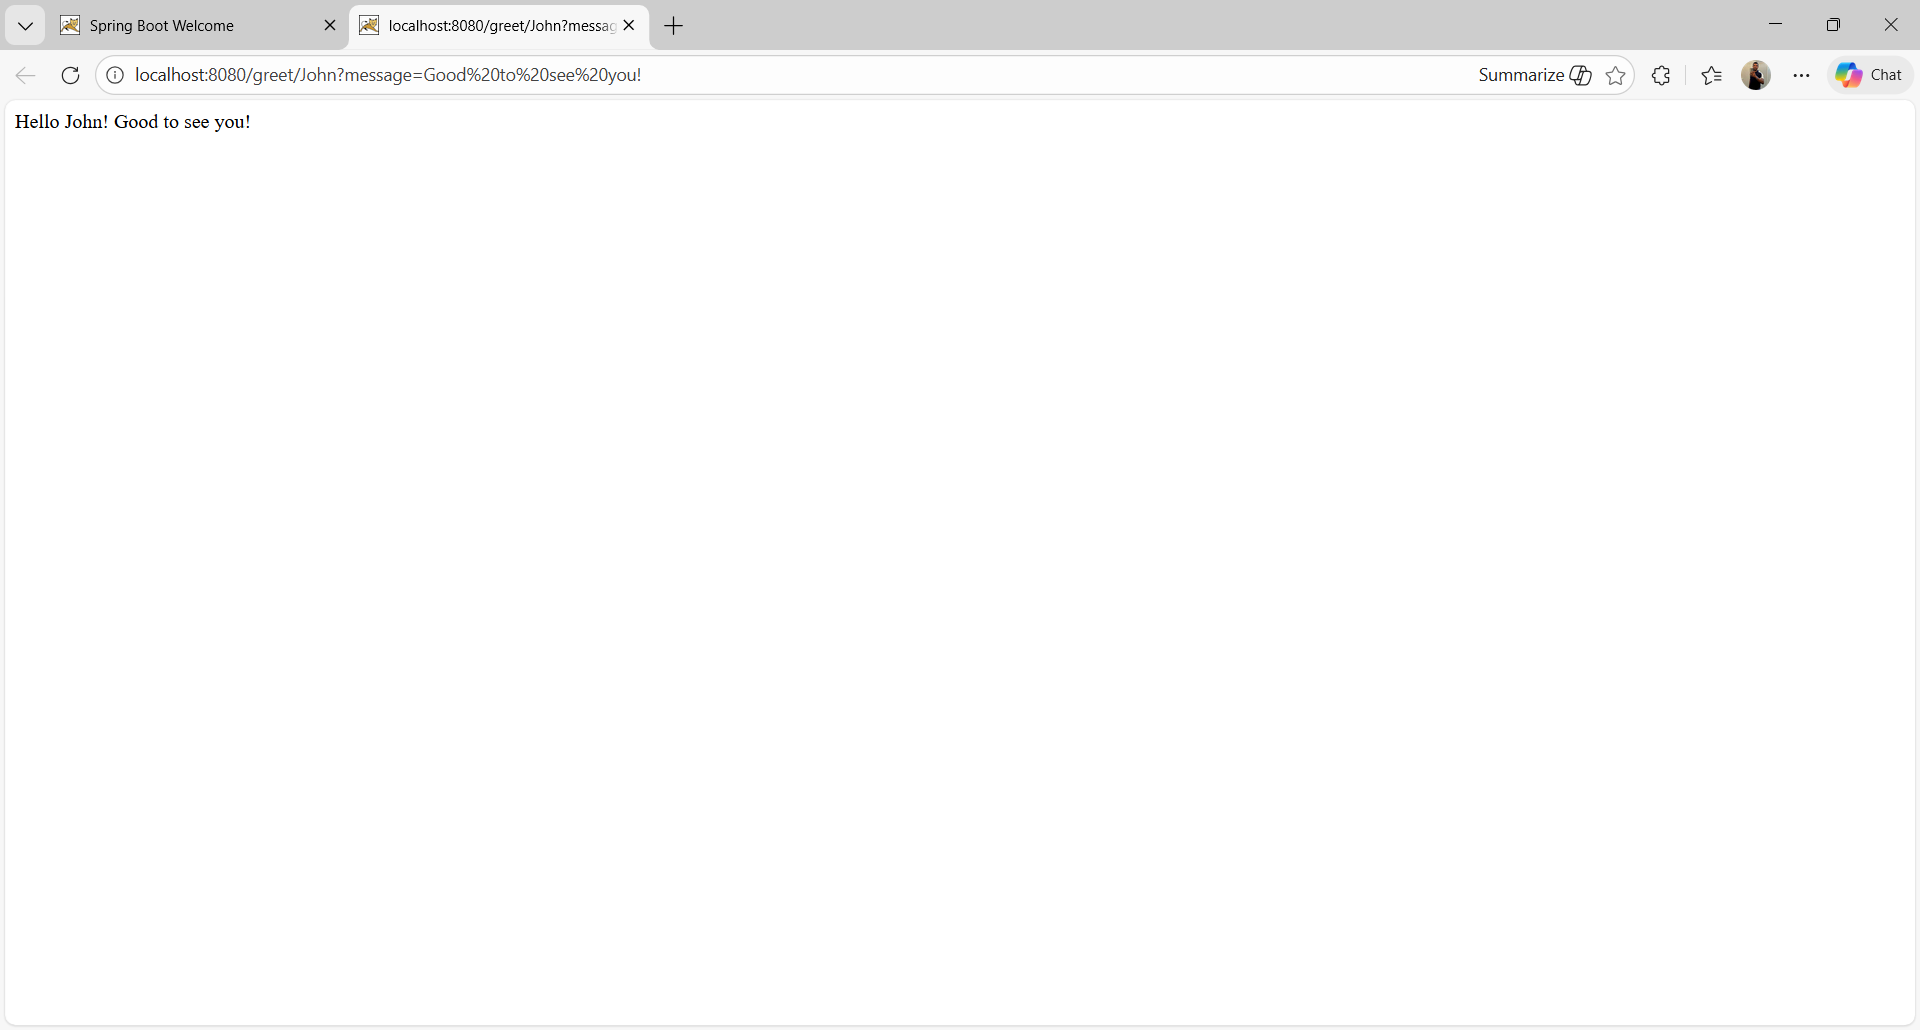 Spring Boot Welcome
localhost:8080/greet/John?messag
localhost:8080/greet/John?message=Good%20to%20see%20you!
Summarize
Chat
Hello John! Good to see you!